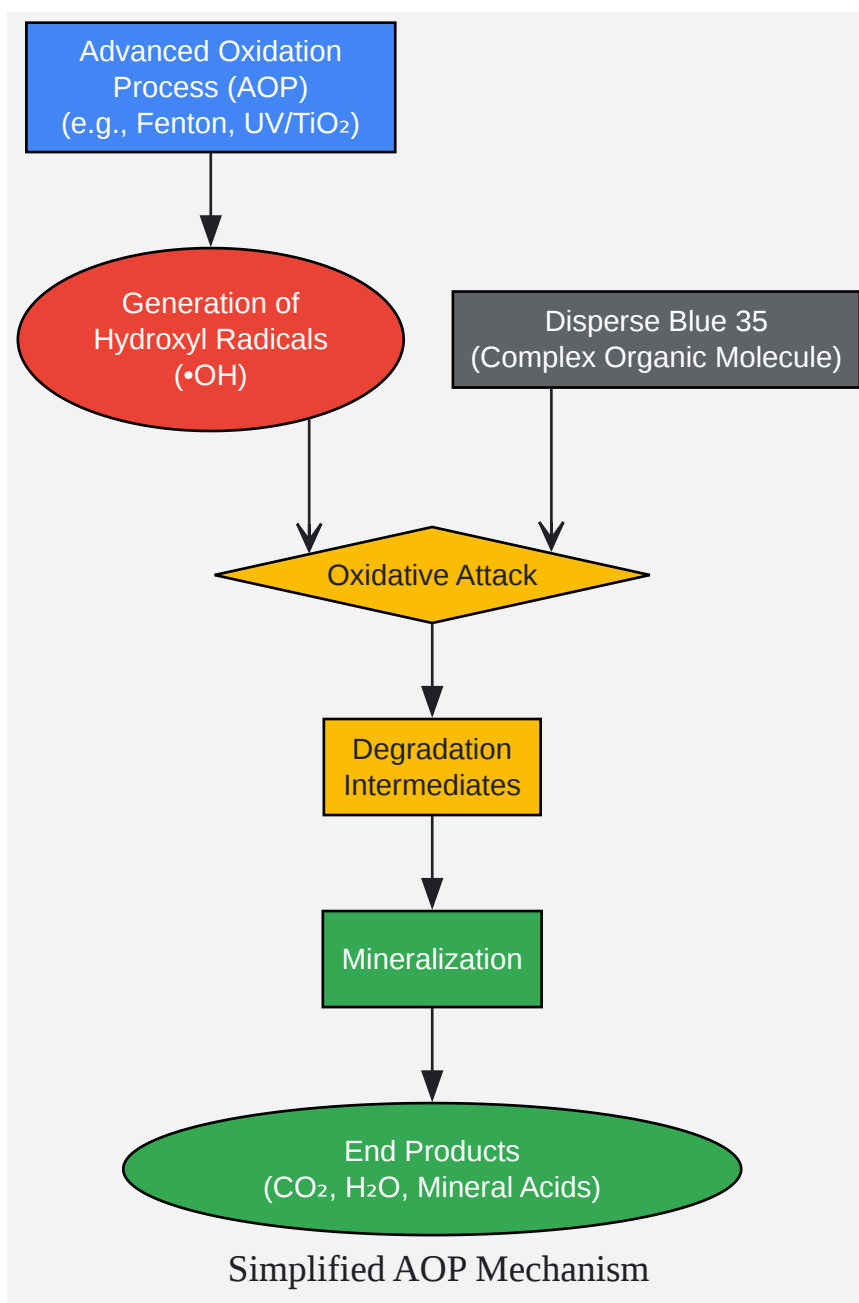 Advanced Oxidation
Process (AOP)
(e.g., Fenton, UV/TiO₂)
Generation of
Hydroxyl Radicals
(•OH)
Disperse Blue 35
(Complex Organic Molecule)
Oxidative Attack
Degradation
Intermediates
Mineralization
End Products
(CO₂, H₂O, Mineral Acids)
Simplified AOP Mechanism